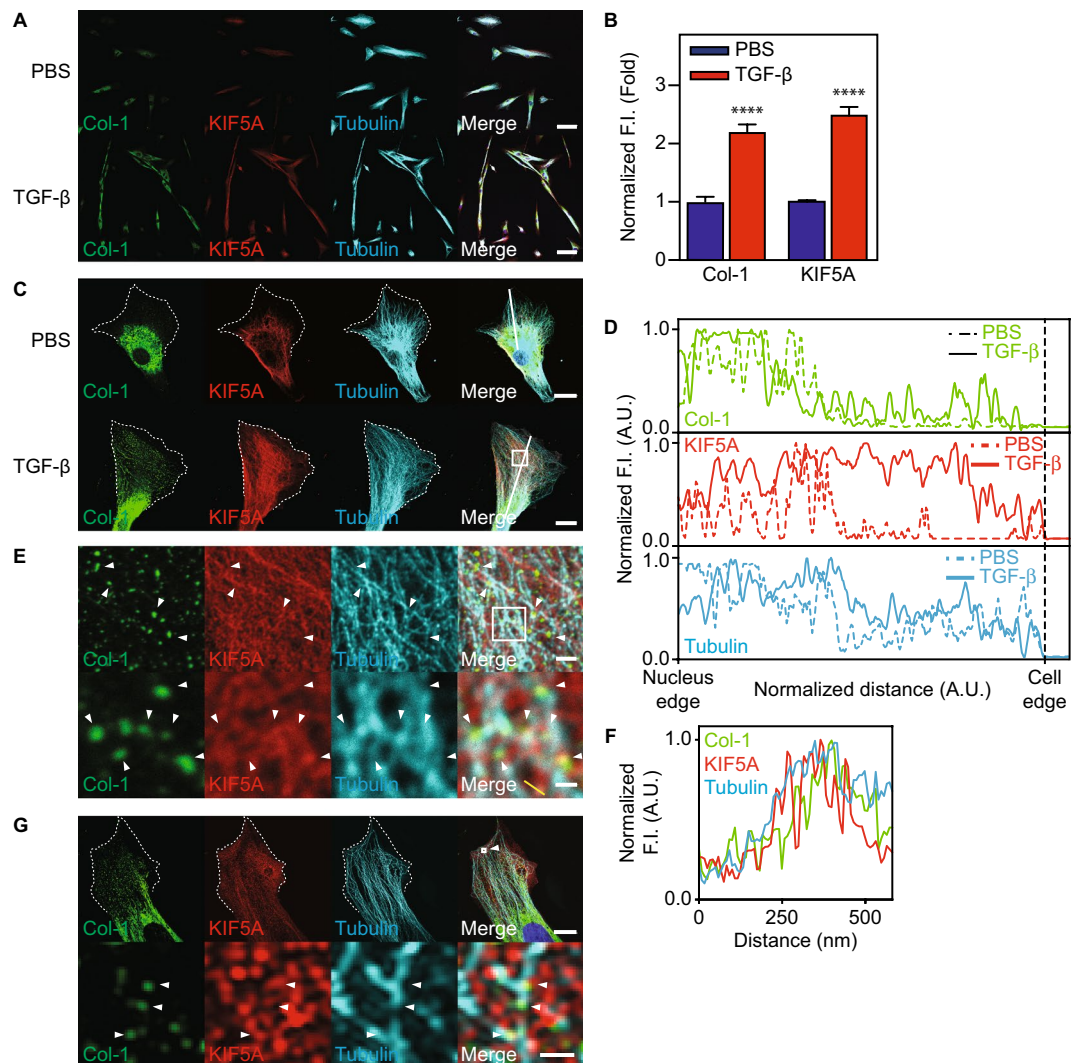 A
PBS
Col-1 KIF5A Tubulin Merge
TGF-β
Col-1 KIF5A Tubulin Merge
B
PBS
TGF-β
Normalized F.I. (Fold)
3
2
1
0
**** ****
Col-1 KIF5A
C
PBS
Col-1 KIF5A Tubulin Merge
TGF-β
Col-1 KIF5A Tubulin Merge
D
Normalized F.I. (A.U.)
1.0
PBS
TGF-β
Col-1
0.0
1.0
KIF5A
PBS
TGF-β
0.0
1.0
PBS
TGF-β
Tubulin
0.0
Nucleus edge
Normalized distance (A.U.)
Cell edge
E
Col-1 KIF5A Tubulin Merge
Col-1 KIF5A Tubulin Merge
F
Normalized F.I. (A.U.)
1.0
Col-1
KIF5A
Tubulin
0.0
0 250 500
Distance (nm)
G
Col-1 KIF5A Tubulin Merge
Col-1 KIF5A Tubulin Merge